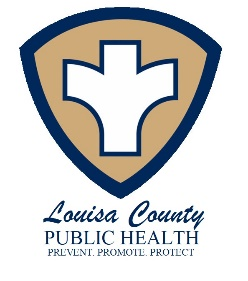 Louisa County
PUBLIC HEALTH
PREVENT. PROMOTE. PROTECT